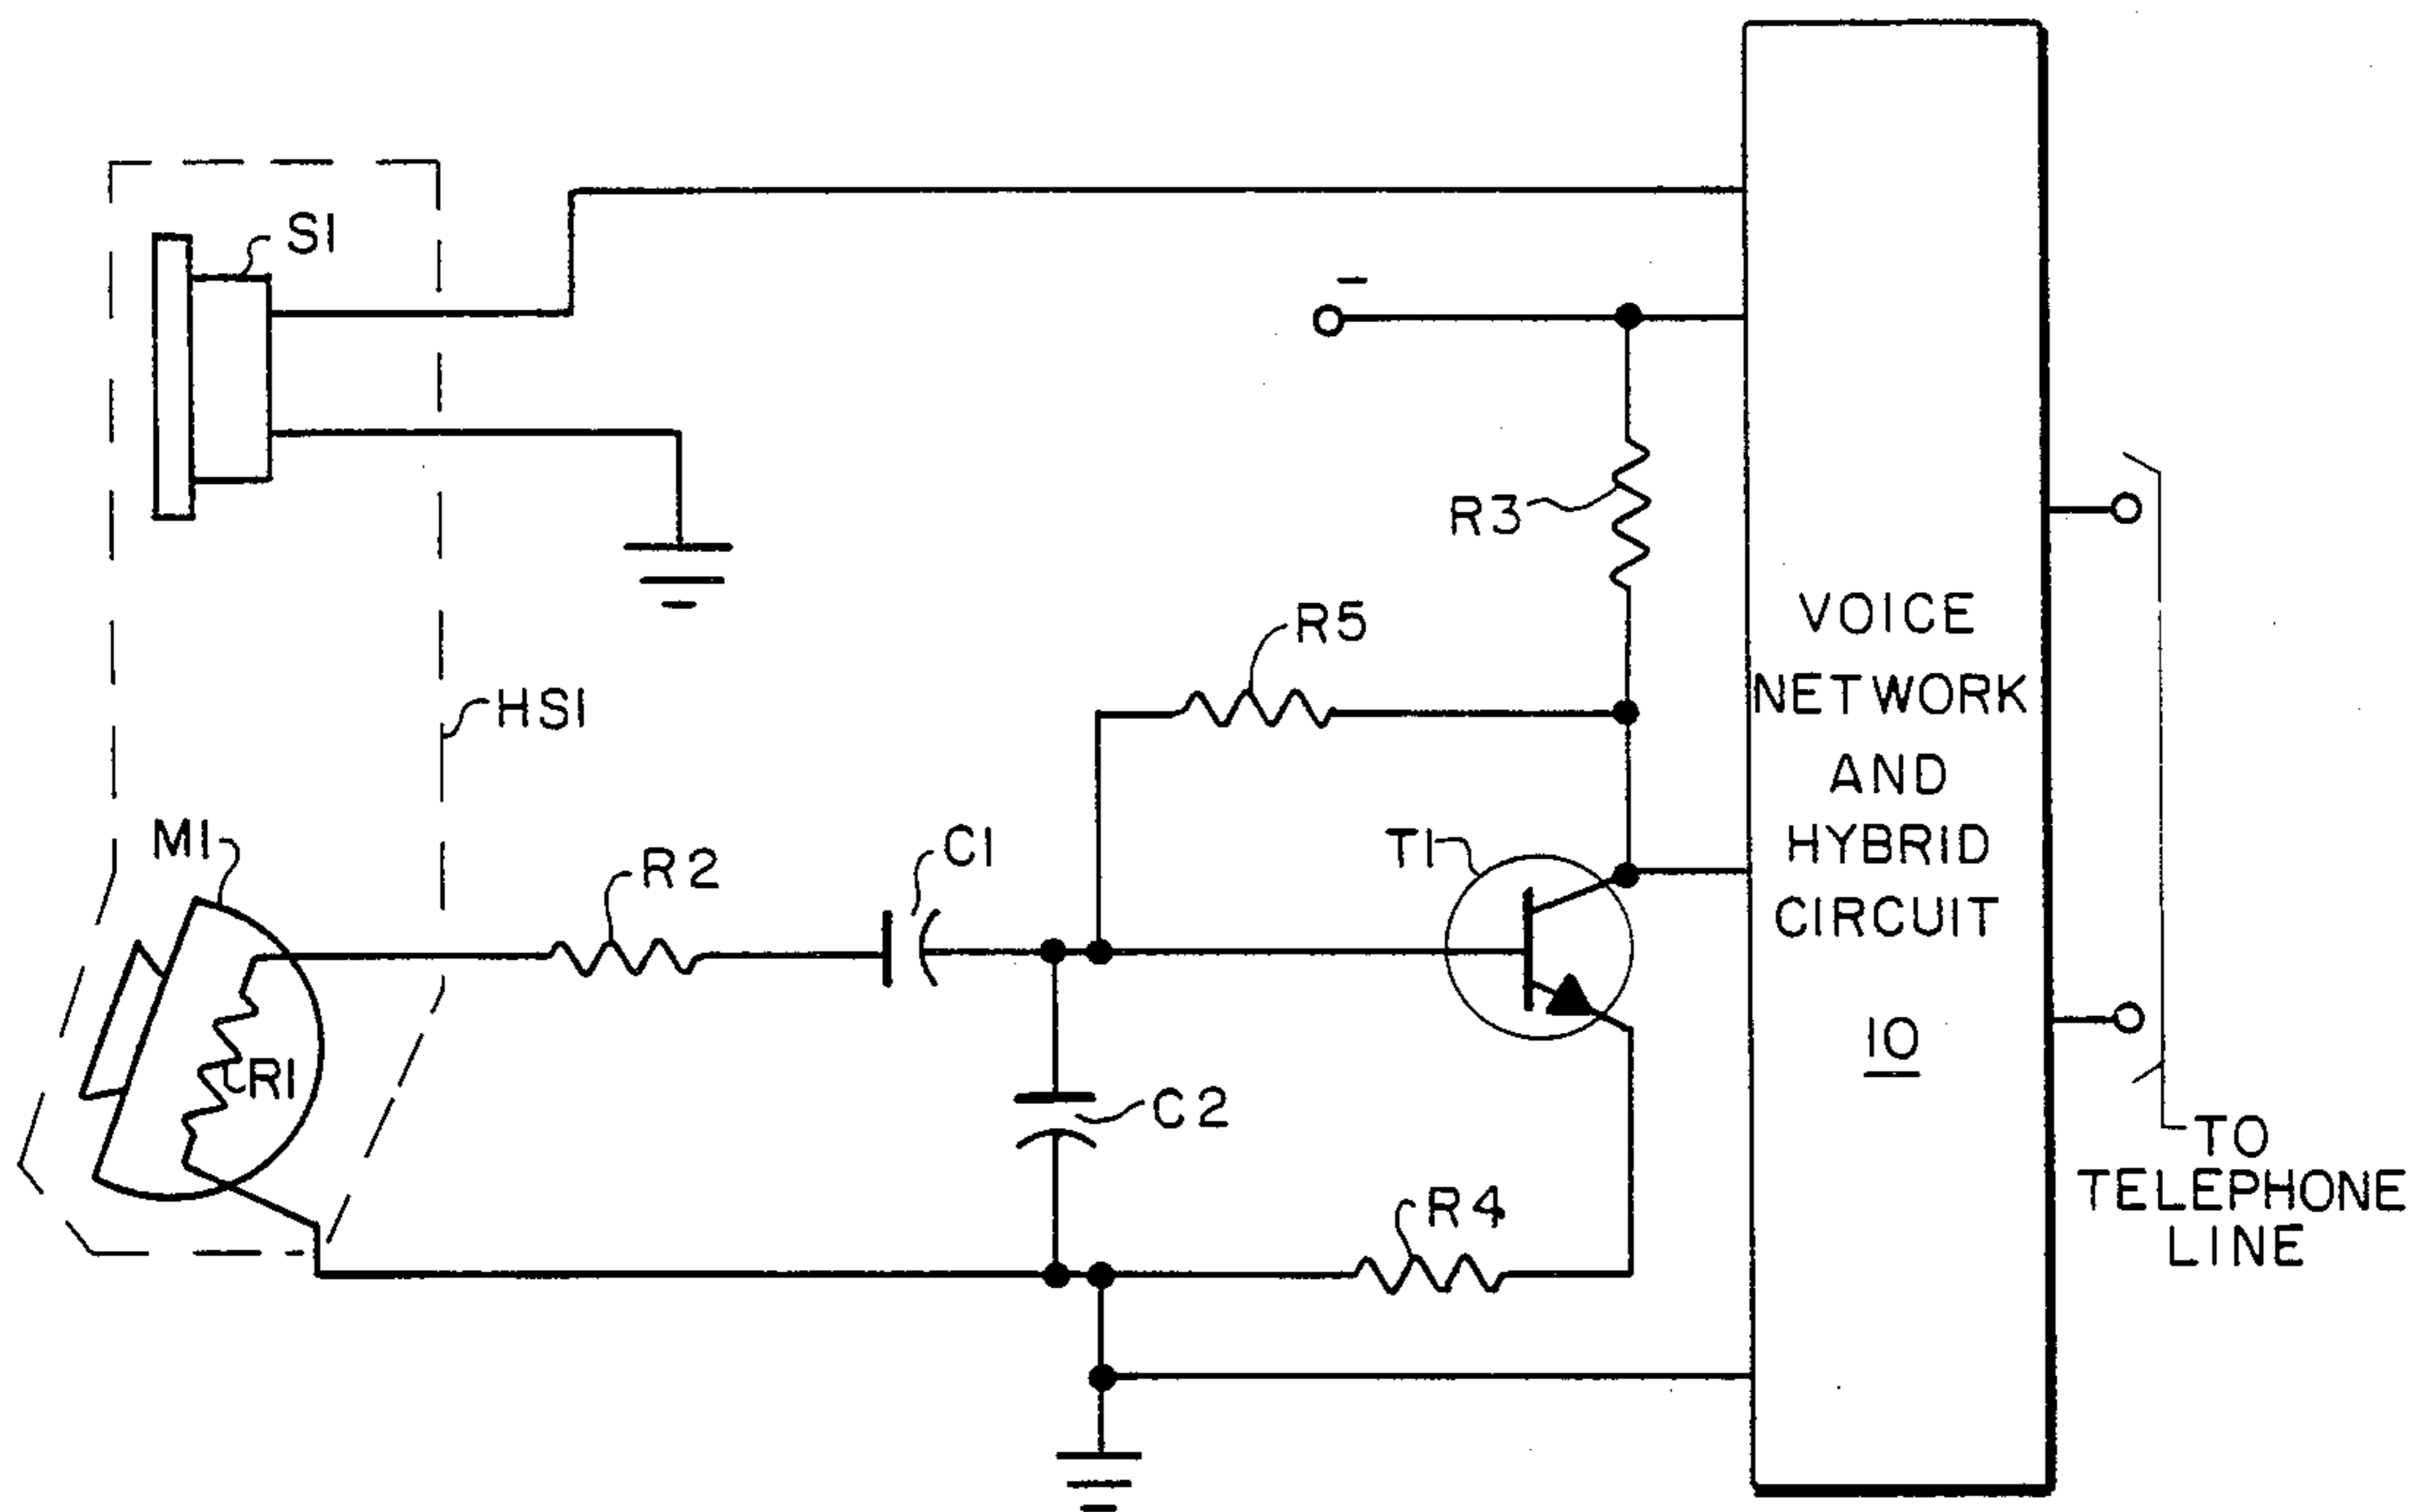 S1
-
R3
R5
HS1
VOICE
NETWORK
AND
HYBRID
CIRCUIT
10
M1
R2
C1
T1
R1
C2
R4
TO
TELEPHONE
LINE